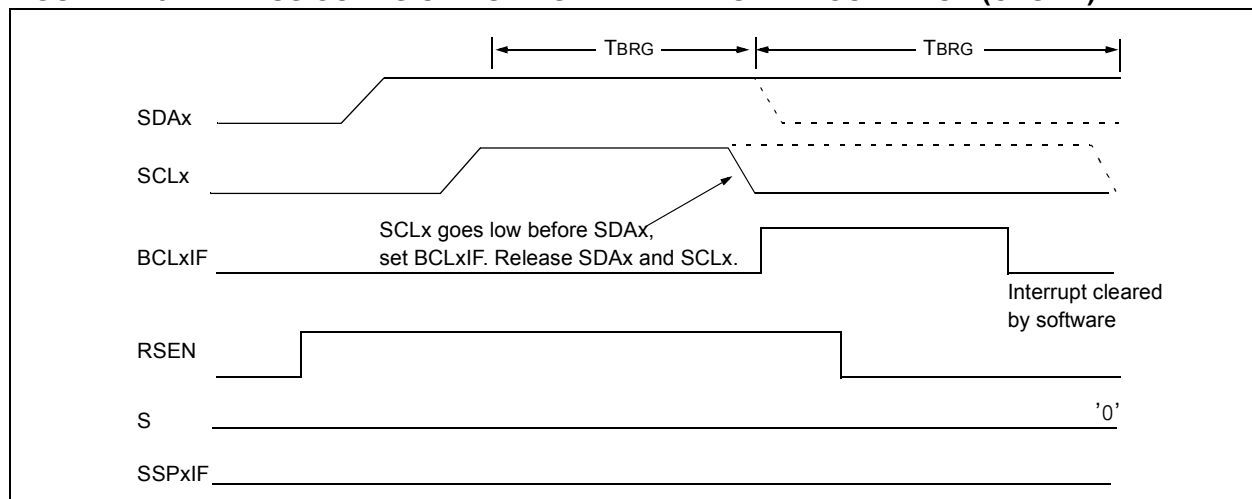 TBRG TBRG
SDAx
SCLx
SCLx goes low before SDAx,
set BCLxIF. Release SDAx and SCLx.
BCLxIF
Interrupt cleared
by software
RSEN
S '0'
SSPxIF